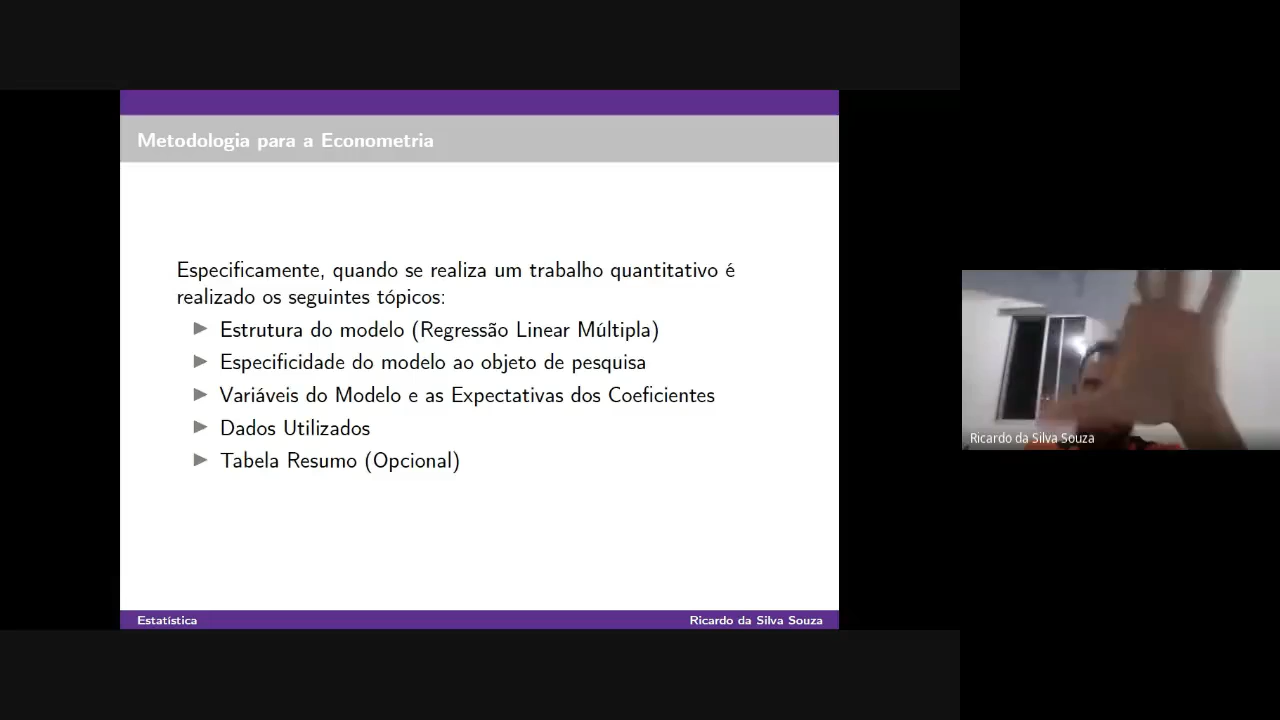 Metodologia para a Econometria
Especificamente, quando se realiza um trabalho quantitativo é
realizado os seguintes tópicos:
Estrutura do modelo (Regressão Linear Múltipla)
Especificidade do modelo ao objeto de pesquisa
Variáveis do Modelo e as Expectativas dos Coeficientes
Dados Utilizados
Tabela Resumo (Opcional)
Estatística
Ricardo da Silva Souza
Ricardo da Silva Souza